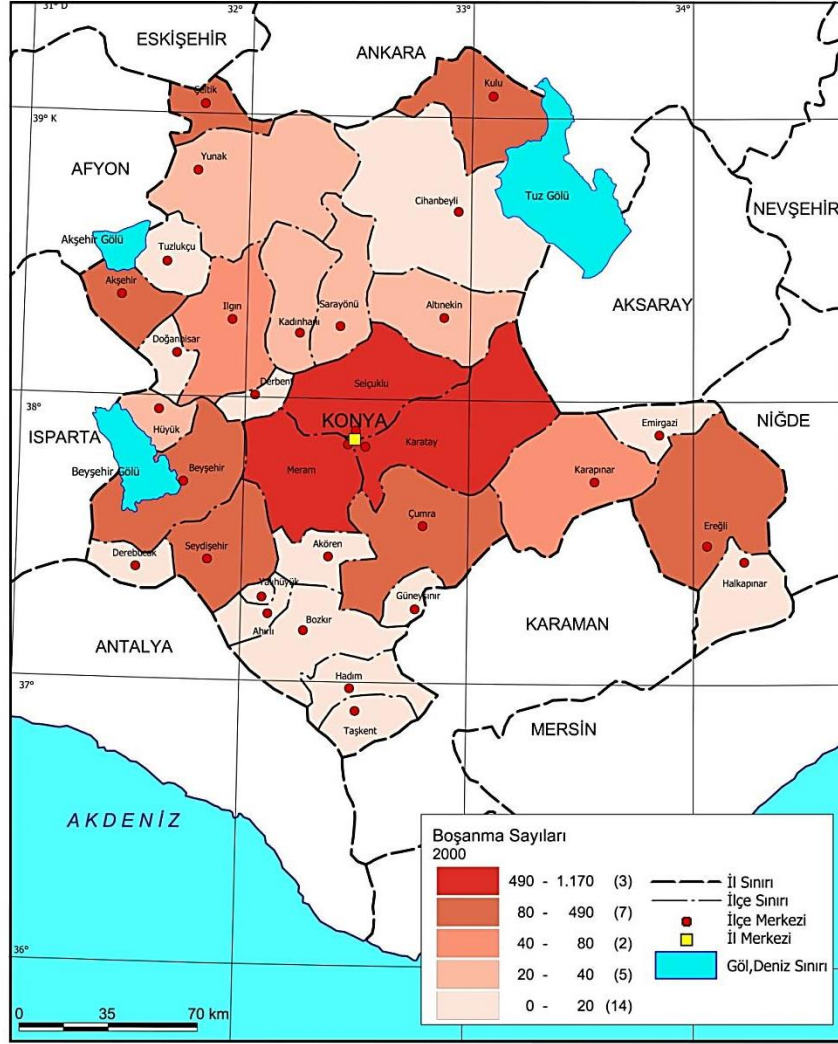 31° D
32°
33°
34°
ESKİŞEHİR
ANKARA
Çeltik
Kulu
39° K
AFYON
Yunak
Cihanbeyli
Tuz Gölü
NEVŞEHİR
Akşehir Gölü
Tuzlukçu
Akşehir
Ilgın
Kadınhanı
Sarayönü
Altınekin
AKSARAY
Doğanhisar
Derbent
Selçuklu
38°
Hüyük
ISPARTA
KONYA
Karatay
Emirgazi
NİĞDE
Beyşehir Gölü
Beyşehir
Meram
Karapınar
Çumra
Ereğli
Derebucak
Seydişehir
Akören
Halkapınar
Yalıhüyük
Güneysınır
Ahırlı
Bozkır
KARAMAN
ANTALYA
Hadım
37°
Taşkent
MERSİN
AKDENİZ
Boşanma Sayıları
2000
490 - 1.170 (3)
80 - 490 (7)
40 - 80 (2)
20 - 40 (5)
0 - 20 (14)
İl Sınırı
İlçe Sınırı
İlçe Merkezi
İl Merkezi
Göl,Deniz Sınırı
36°
0 35 70 km